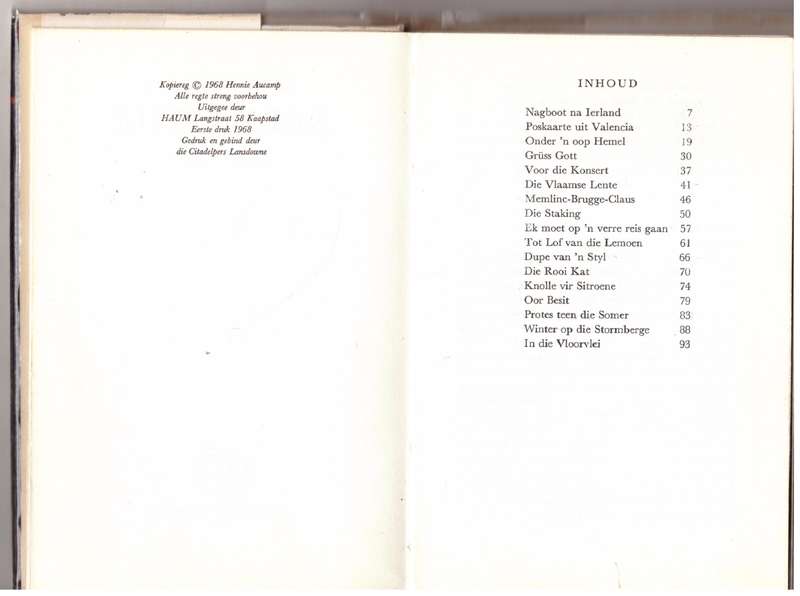 Kopiereg © 1968 Hennie Aucamp
Alle regte streng voorbehou
Uitgegee deur
HAUM Langstraat 58 Kaapstad
Eerste druk 1968
Gedruk en gebind deur
die Citadelpers Lansdowne
INHOUD
Nagboot na Ierland 7
Poskaarte uit Valencia 13
Onder 'n oop Hemel 19
Grüss Gott 30
Voor die Konsert 37
Die Vlaamse Lente 41
Memlinc-Brugge-Claus 46
Die Staking 50
Ek moet op 'n verre reis gaan 57
Tot Lof van die Lemoen 61
Dupe van 'n Styl 66
Die Rooi Kat 70
Knolle vir Sitroene 74
Oor Besit 79
Protes teen die Somer 83
Winter op die Stormberge 88
In die Vloorvlei 93